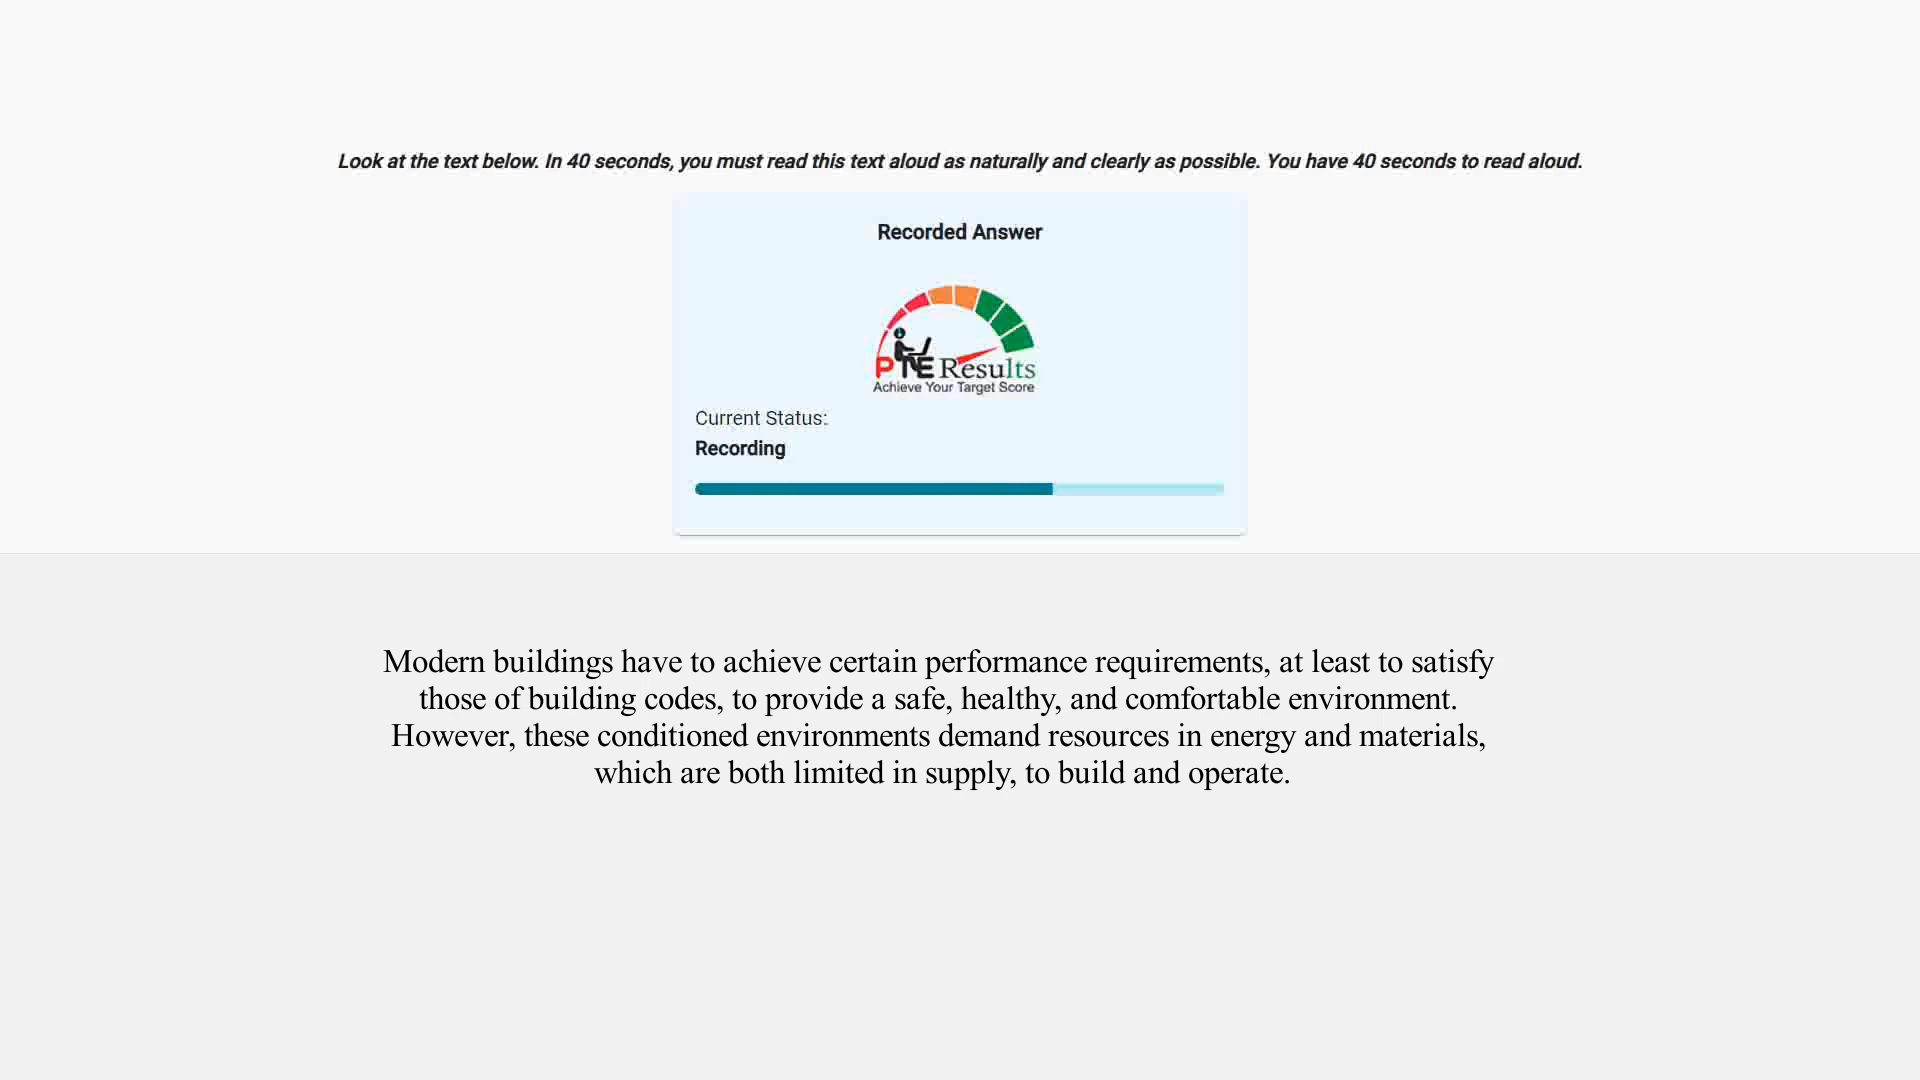 Look at the text below. In 40 seconds, you must read this text aloud as naturally and clearly as possible. You have 40 seconds to read aloud.
Recorded Answer
PTE Results
Achieve Your Target Score
Current Status:
Recording
Modern buildings have to achieve certain performance requirements, at least to satisfy
those of building codes, to provide a safe, healthy, and comfortable environment.
However, these conditioned environments demand resources in energy and materials,
which are both limited in supply, to build and operate.